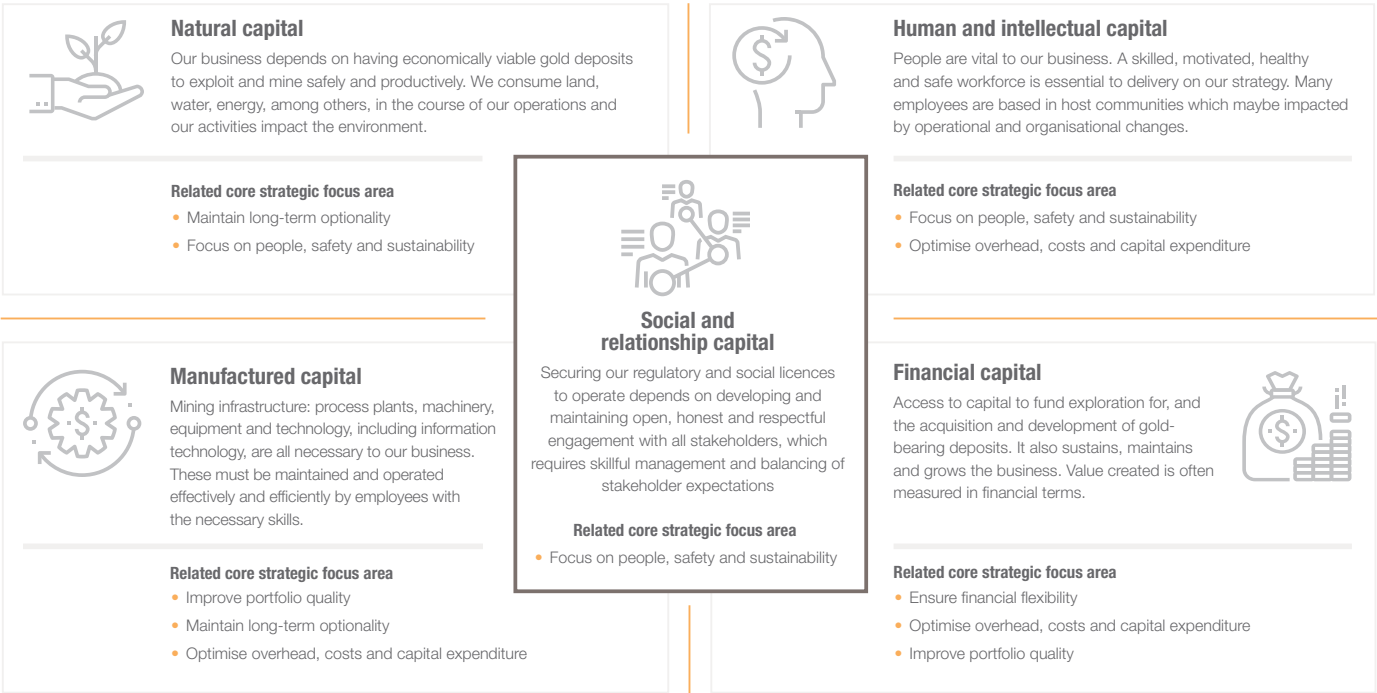 Natural capital
Our business depends on having economically viable gold deposits
to exploit and mine safely and productively. We consume land,
water, energy, among others, in the course of our operations and
our activities impact the environment.
Related core strategic focus area
• Maintain long-term optionality
• Focus on people, safety and sustainability
Human and intellectual capital
People are vital to our business. A skilled, motivated, healthy
and safe workforce is essential to delivery on our strategy. Many
employees are based in host communities which maybe impacted
by operational and organisational changes.
Related core strategic focus area
• Focus on people, safety and sustainability
• Optimise overhead, costs and capital expenditure
Social and
relationship capital
Securing our regulatory and social licences
to operate depends on developing and
maintaining open, honest and respectful
engagement with all stakeholders, which
requires skillful management and balancing of
stakeholder expectations
Related core strategic focus area
• Focus on people, safety and sustainability
Manufactured capital
Mining infrastructure: process plants, machinery,
equipment and technology, including information
technology, are all necessary to our business.
These must be maintained and operated
effectively and efficiently by employees with
the necessary skills.
Related core strategic focus area
• Improve portfolio quality
• Maintain long-term optionality
• Optimise overhead, costs and capital expenditure
Financial capital
Access to capital to fund exploration for, and
the acquisition and development of gold-
bearing deposits. It also sustains, maintains
and grows the business. Value created is often
measured in financial terms.
Related core strategic focus area
• Ensure financial flexibility
• Optimise overhead, costs and capital expenditure
• Improve portfolio quality